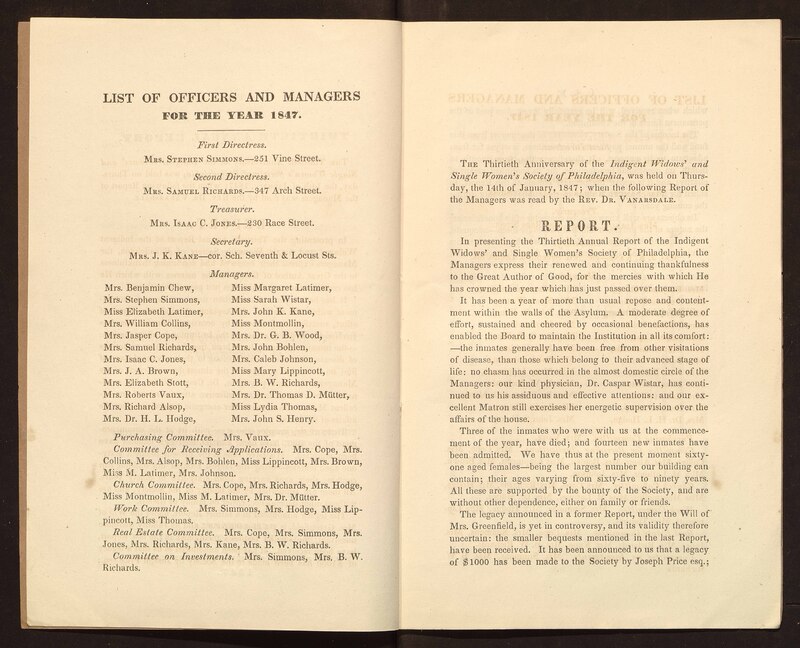 LIST OF OFFICERS AND MANAGERS
FOR THE YEAR 1847.
First Directress.
Mrs. Stephen Simmons.—251 Vine Street.
Second Directress.
Mrs. Samuel Richards.—347 Arch Street.
Treasurer.
Mrs. Isaac C. Jones.—230 Race Street.
Secretary.
Mrs. J. K. Kane—cor. Sch. Seventh & Locust Sts.
Managers.
Mrs. Benjamin Chew,
Mrs. Stephen Simmons,
Miss Elizabeth Latimer,
Mrs. William Collins,
Mrs. Jasper Cope,
Mrs. Samuel Richards,
Mrs. Isaac C. Jones,
Mrs. J. A. Brown,
Mrs. Elizabeth Stott,
Mrs. Roberts Vaux,
Mrs. Richard Alsop,
Mrs. Dr. H. L. Hodge,
Miss Margaret Latimer,
Miss Sarah Wistar,
Mrs. John K. Kane,
Miss Montmollin,
Mrs. Dr. G. B. Wood,
Mrs. John Bohlen,
Mrs. Caleb Johnson,
Miss Mary Lippincott,
Mrs. B. W. Richards,
Mrs. Dr. Thomas D. Mütter,
Miss Lydia Thomas,
Mrs. John S. Henry.
Purchasing Committee. Mrs. Vaux.
Committee for Receiving Applications. Mrs. Cope, Mrs.
Collins, Mrs. Alsop, Mrs. Bohlen, Miss Lippincott, Mrs. Brown,
Miss M. Latimer, Mrs. Johnson.
Church Committee. Mrs. Cope, Mrs. Richards, Mrs. Hodge,
Miss Montmollin, Miss M. Latimer, Mrs. Dr. Mütter.
Work Committee. Mrs. Simmons, Mrs. Hodge, Miss Lip-
pincott, Miss Thomas.
Real Estate Committee. Mrs. Cope, Mrs. Simmons, Mrs.
Jones, Mrs. Richards, Mrs. Kane, Mrs. B. W. Richards.
Committee on Investments. Mrs. Simmons, Mrs. B. W.
Richards.
The Thirtieth Anniversary of the Indigent Widows' and
Single Women's Society of Philadelphia, was held on Thurs-
day, the 14th of January, 1847; when the following Report of
the Managers was read by the Rev. Dr. Vanarsdale.
REPORT.
In presenting the Thirtieth Annual Report of the Indigent
Widows' and Single Women's Society of Philadelphia, the
Managers express their renewed and continuing thankfulness
to the Great Author of Good, for the mercies with which He
has crowned the year which has just passed over them.
It has been a year of more than usual repose and content-
ment within the walls of the Asylum. A moderate degree of
effort, sustained and cheered by occasional benefactions, has
enabled the Board to maintain the Institution in all its comfort:
—the inmates generally have been free from other visitations
of disease, than those which belong to their advanced stage of
life: no chasm has occurred in the almost domestic circle of the
Managers: our kind physician, Dr. Caspar Wistar, has conti-
nued to us his assiduous and effective attentions: and our ex-
cellent Matron still exercises her energetic supervision over the
affairs of the house.
Three of the inmates who were with us at the commence-
ment of the year, have died; and fourteen new inmates have
been admitted. We have thus at the present moment sixty-
one aged females—being the largest number our building can
contain; their ages varying from sixty-five to ninety years.
All these are supported by the bounty of the Society, and are
without other dependence, either on family or friends.
The legacy announced in a former Report, under the Will of
Mrs. Greenfield, is yet in controversy, and its validity therefore
uncertain: the smaller bequests mentioned in the last Report,
have been received. It has been announced to us that a legacy
of $1000 has been made to the Society by Joseph Price esq.;